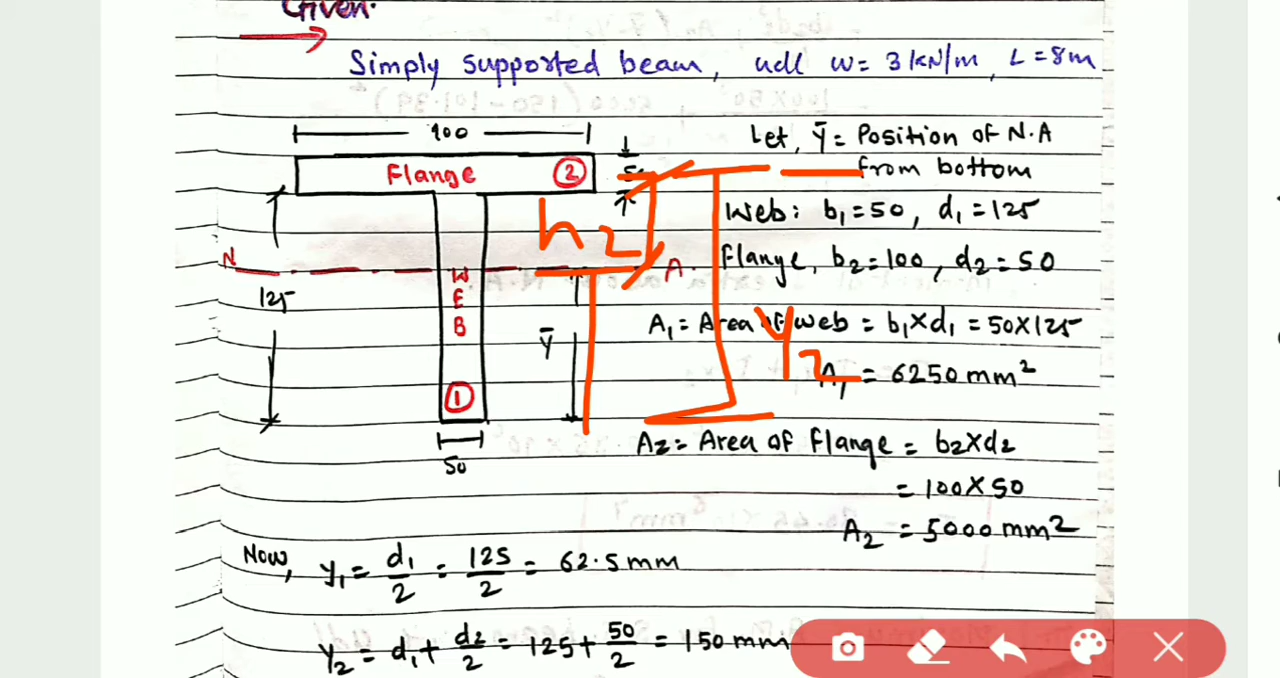 Given:
Simply supported beam, udl w= 3 kN/m, L = 8m
100
Let, ȳ = Position of N.A
Flange ②
from bottom
Web: b₁ = 50, d₁ = 125
h₂
N
A.
Flange, b₂ = 100, d₂ = 50
125
WEB
A₁ = Area of web = b₁×d₁ = 50×125
ȳ
y₂
A₁ = 6250 mm²
①
50
A₂ = Area of Flange = b₂×d₂
= 100×50
A₂ = 5000 mm²
Now, y₁ = d₁/2 = 125/2 = 62.5 mm
y₂ = d₁ + d₂/2 = 125 + 50/2 = 150 mm